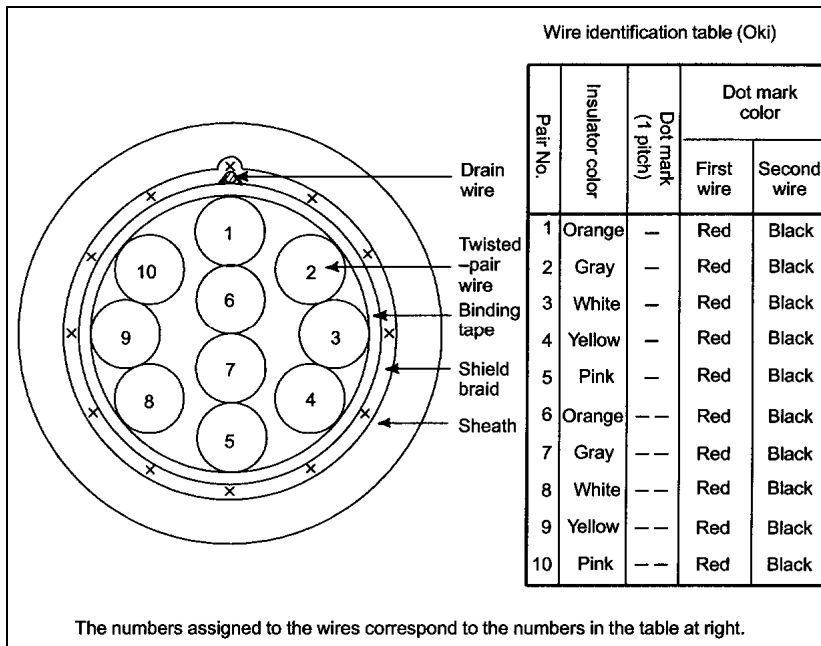 Wire identification table (Oki)
Pair No.
Insulator color
Dot mark
(1 pitch)
Dot mark
color
First
wire
Second
wire
1 Orange – Red Black
2 Gray – Red Black
3 White – Red Black
4 Yellow – Red Black
5 Pink – Red Black
6 Orange – – Red Black
7 Gray – – Red Black
8 White – – Red Black
9 Yellow – – Red Black
10 Pink – – Red Black
Drain
wire
Twisted
–pair
wire
Binding
tape
Shield
braid
Sheath
1
10
2
6
9
3
7
8
4
5
The numbers assigned to the wires correspond to the numbers in the table at right.